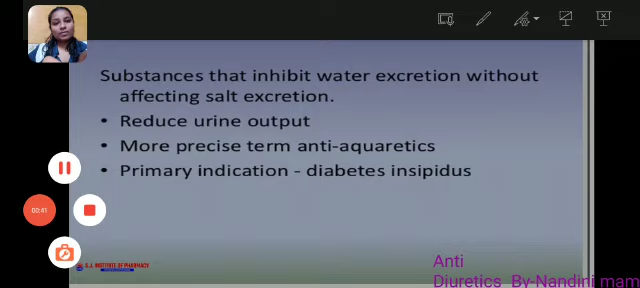 Substances that inhibit water excretion without
affecting salt excretion.
• Reduce urine output
• More precise term anti-aquaretics
• Primary indication - diabetes insipidus
00:41
S.J. INSTITUTE OF PHARMACY
Anti
Diuretics By-Nandini mam